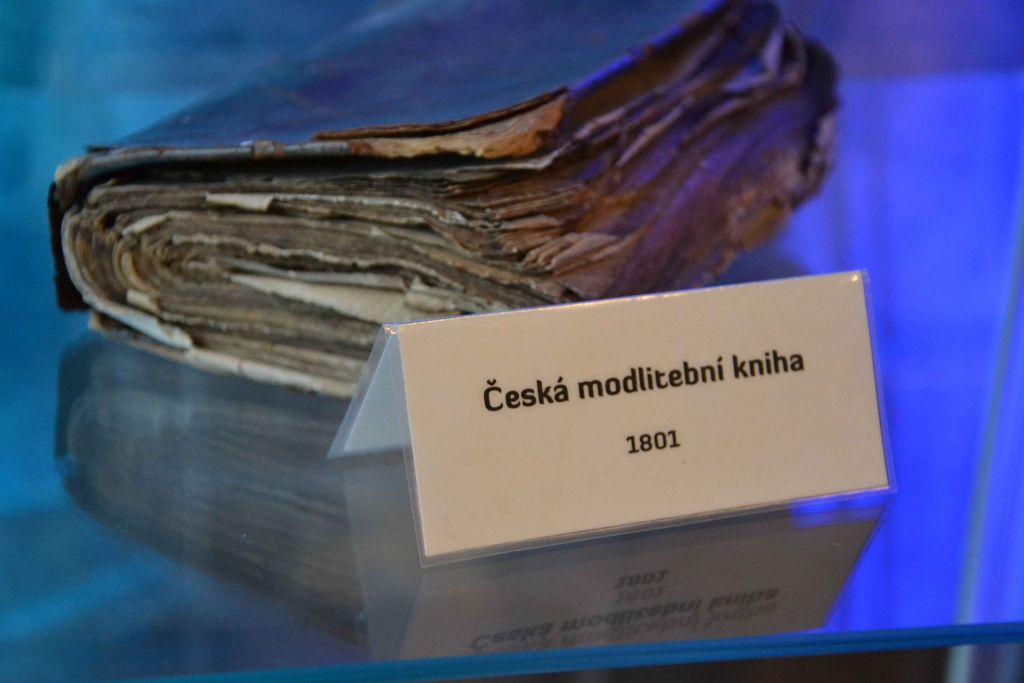 Česká modlitební kniha
1801